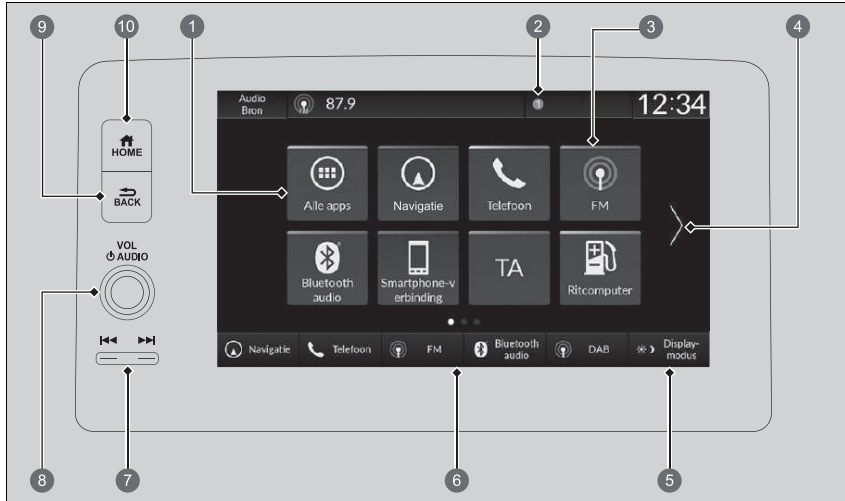 9
10
1
2
3
4
Audio
Bron
FM
87.9
1
12:34
HOME
BACK
VOL
AUDIO
Alle apps
Navigatie
Telefoon
FM
Bluetooth
audio
Smartphone-v
erbinding
TA
Ritcomputer
Navigatie
Telefoon
FM
Bluetooth
audio
DAB
Display-
modus
8
7
6
5